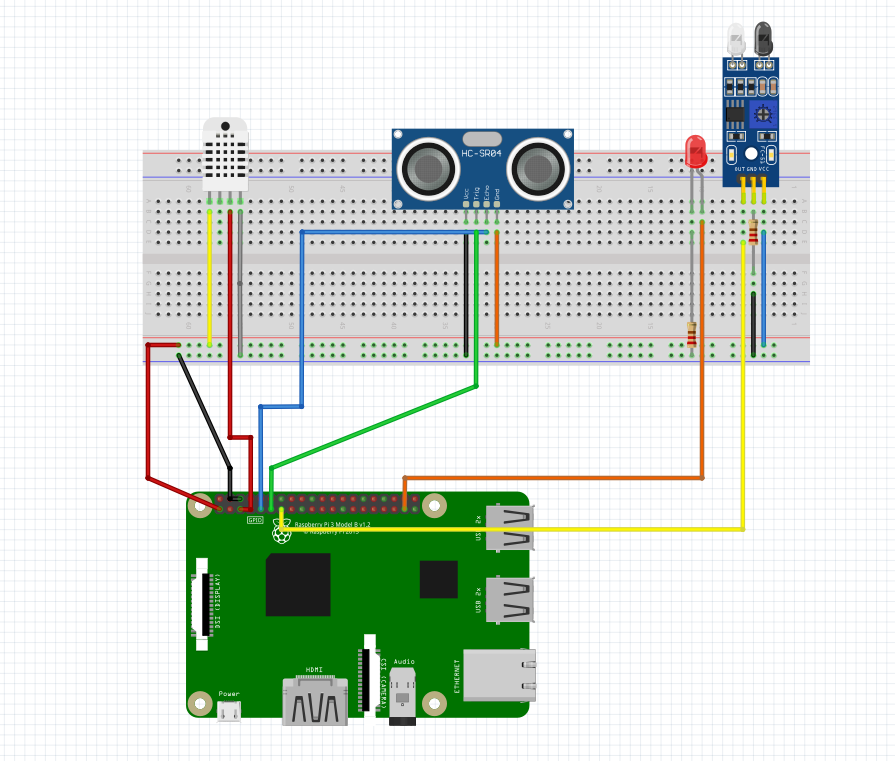 HC-SR04
Vcc
Trig
Echo
Gnd
OUT GND VCC
GPIO
Raspberry Pi 3 Model B v1.2
© Raspberry Pi 2015
USB 2x
USB 2x
ETHERNET
DSI (DISPLAY)
CSI (CAMERA)
Audio
HDMI
Power